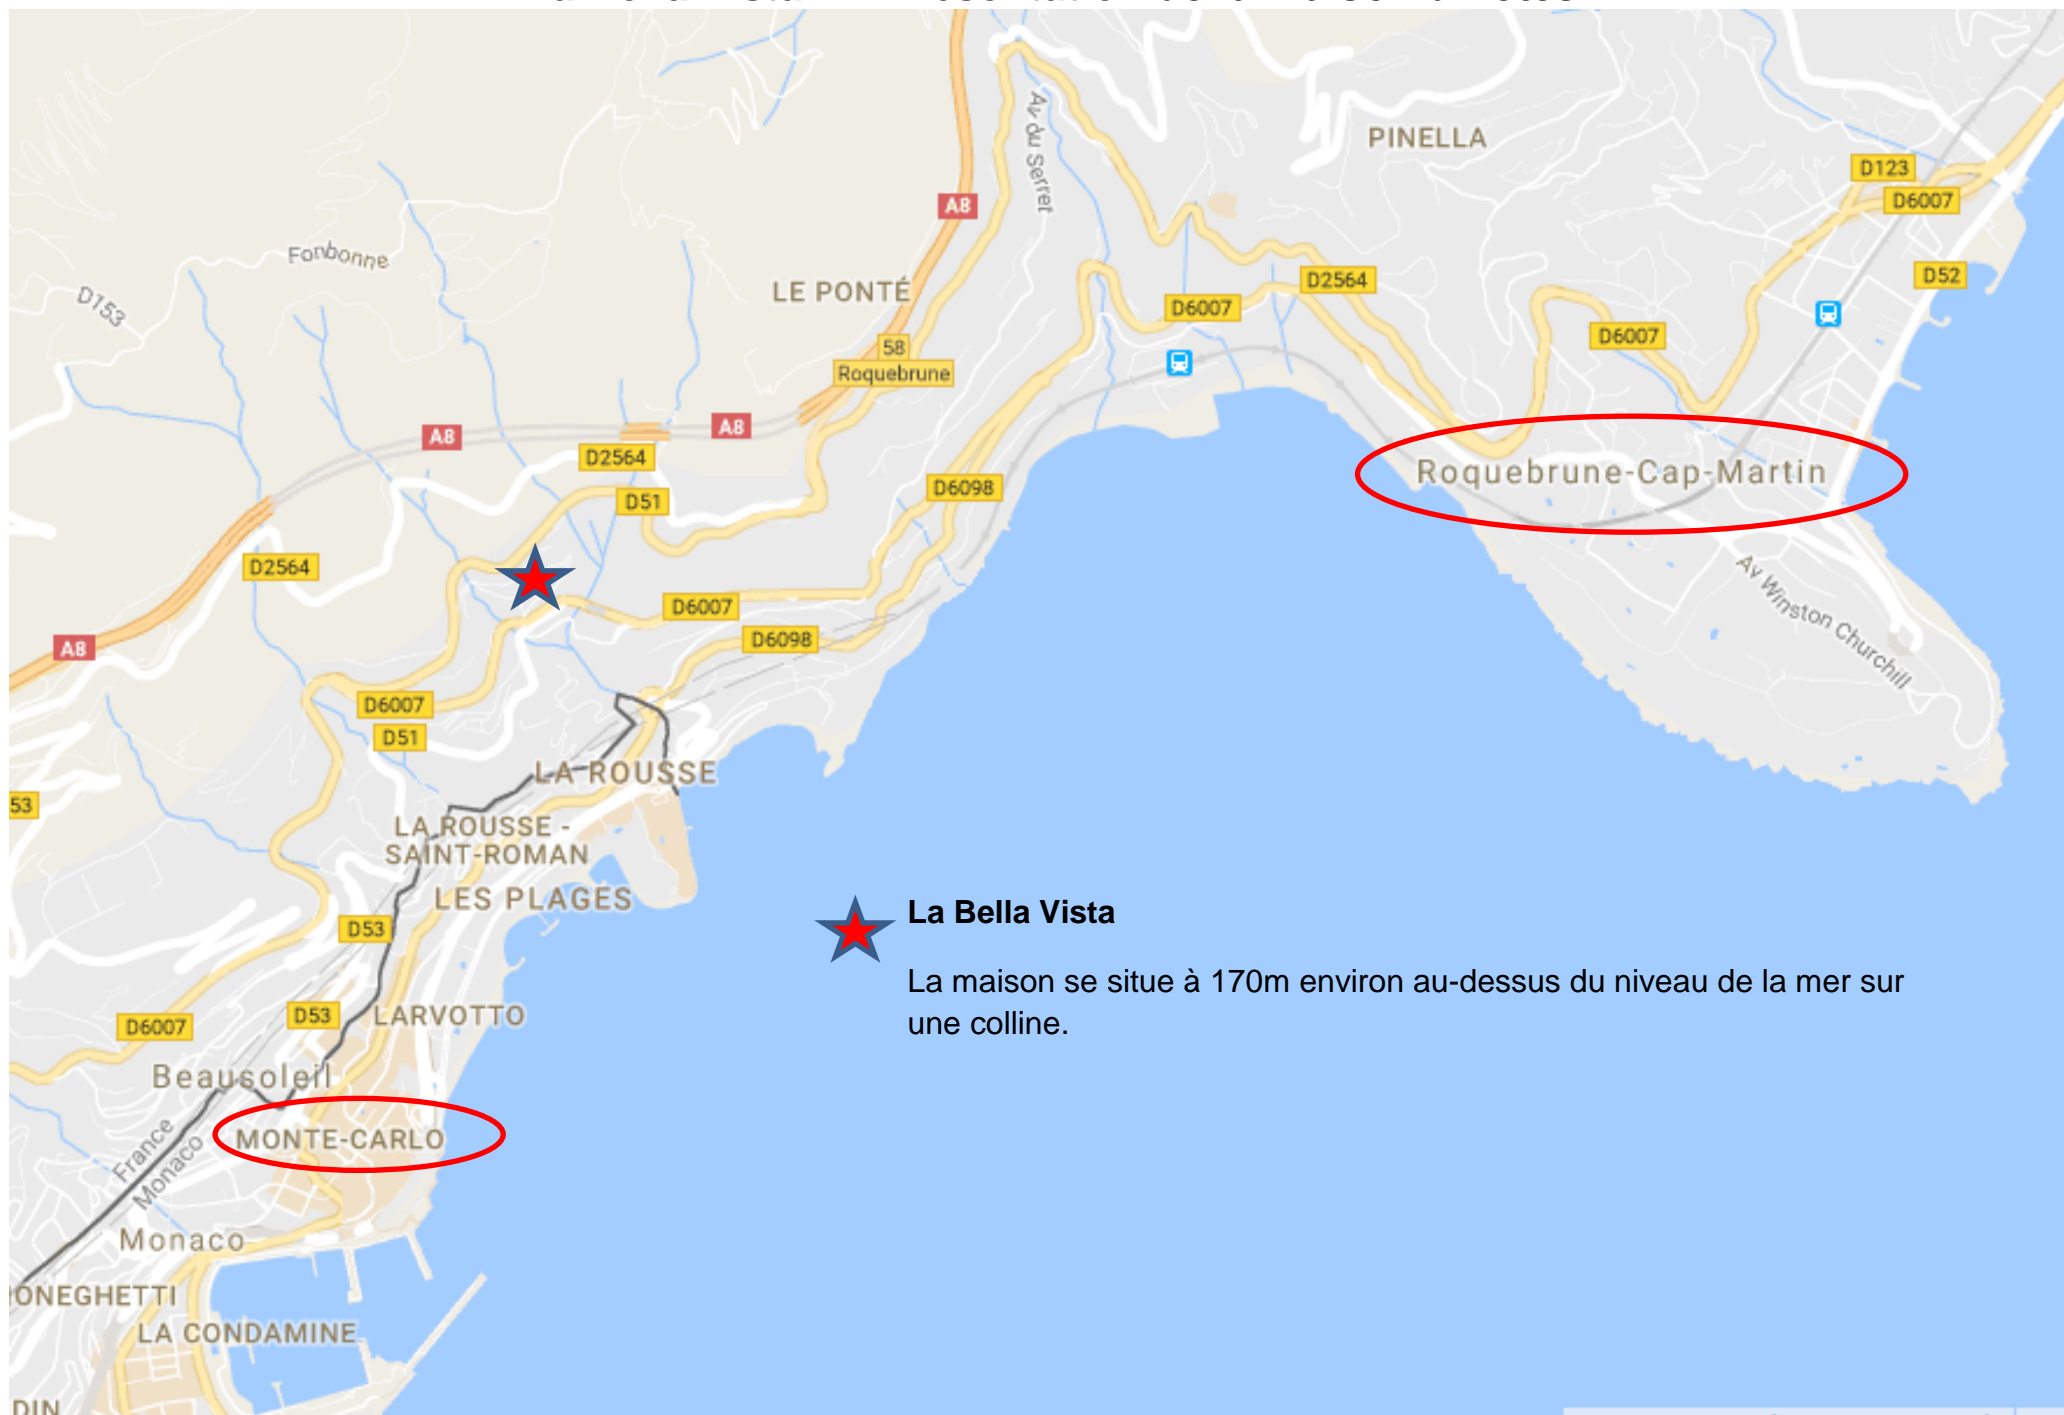 PINELLA
Av du Serret
D123
D6007
A8
Fonbonne
D153
LE PONTÉ
D2564
D52
D6007
D6007
58
Roquebrune
A8
A8
D2564
Roquebrune-Cap-Martin
D6098
D51
D2564
Av Winston Churchill
D6007
D6098
A8
D6007
D51
LA ROUSSE
53
LA ROUSSE -
SAINT-ROMAN
LES PLAGES
La Bella Vista
D53
La maison se situe à 170m environ au-dessus du niveau de la mer sur
une colline.
D53
LARVOTTO
D6007
Beausoleil
MONTE-CARLO
France
Monaco
Monaco
ONEGHETTI
LA CONDAMINE
DIN